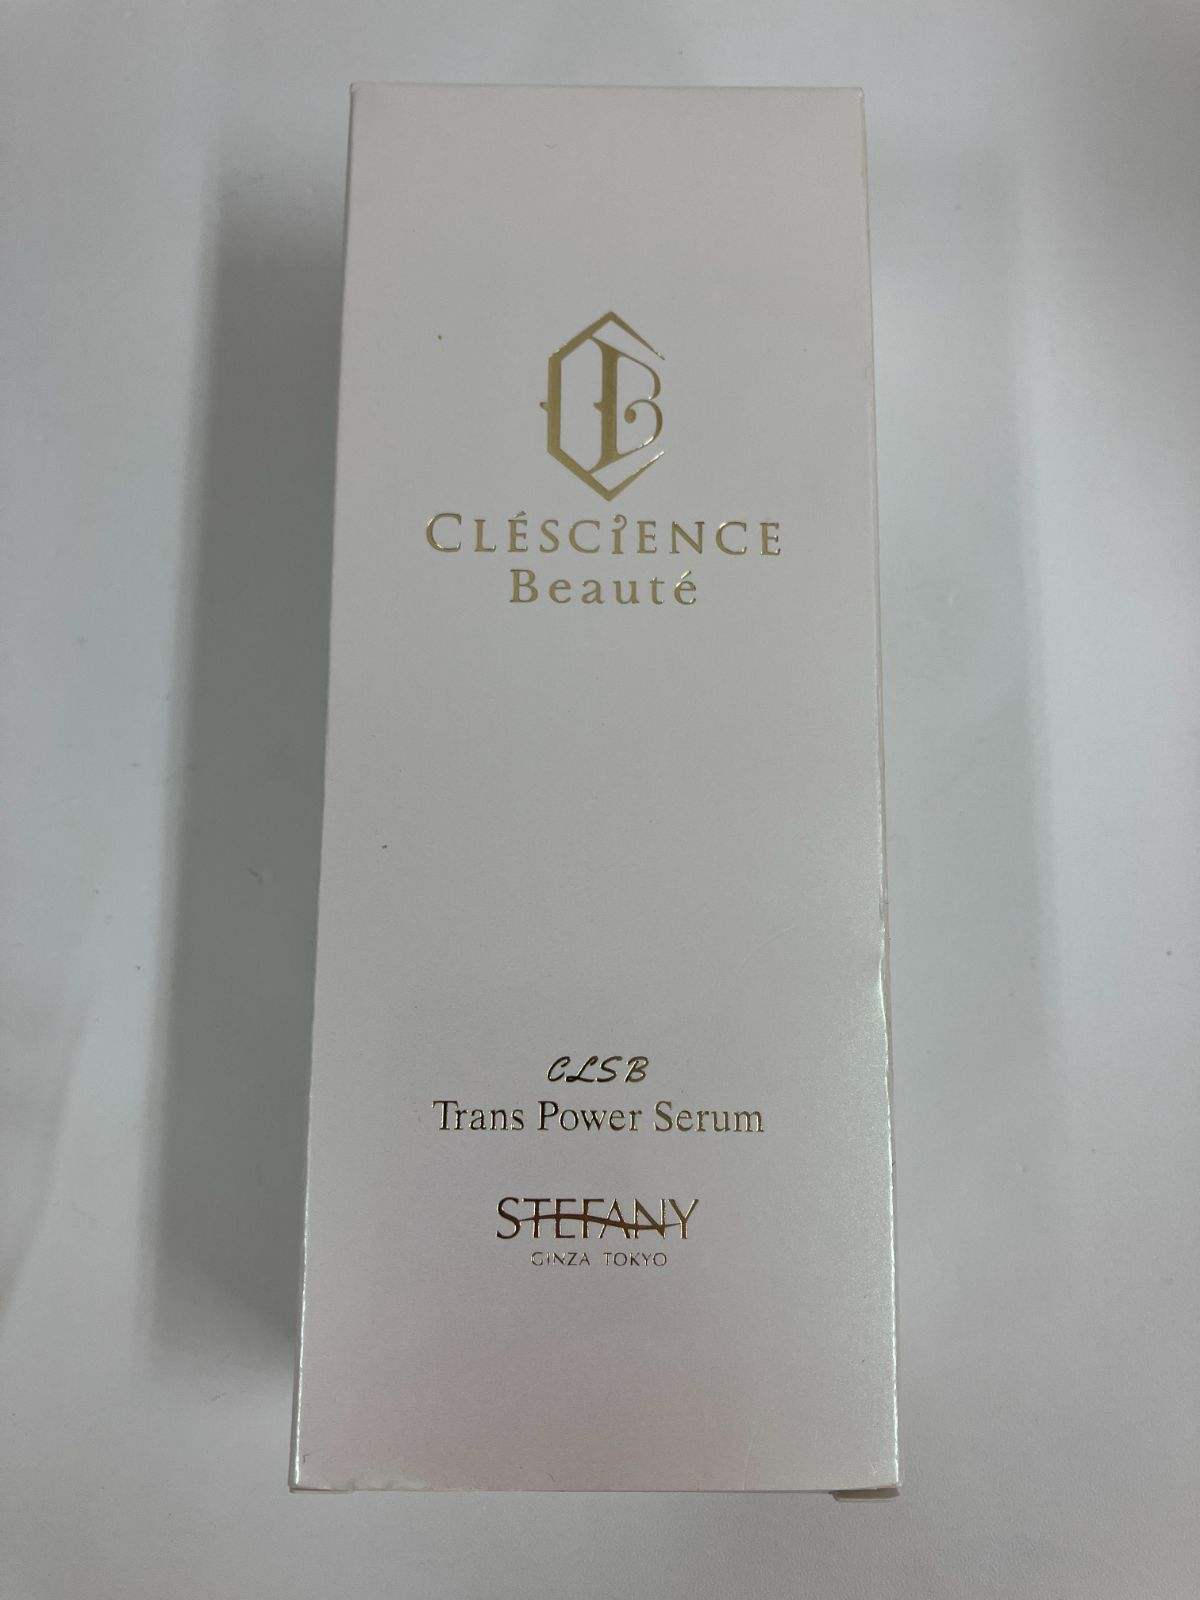 CLÉSCIENCE
Beauté
CLSB
Trans Power Serum
STEFANY
GINZA TOKYO